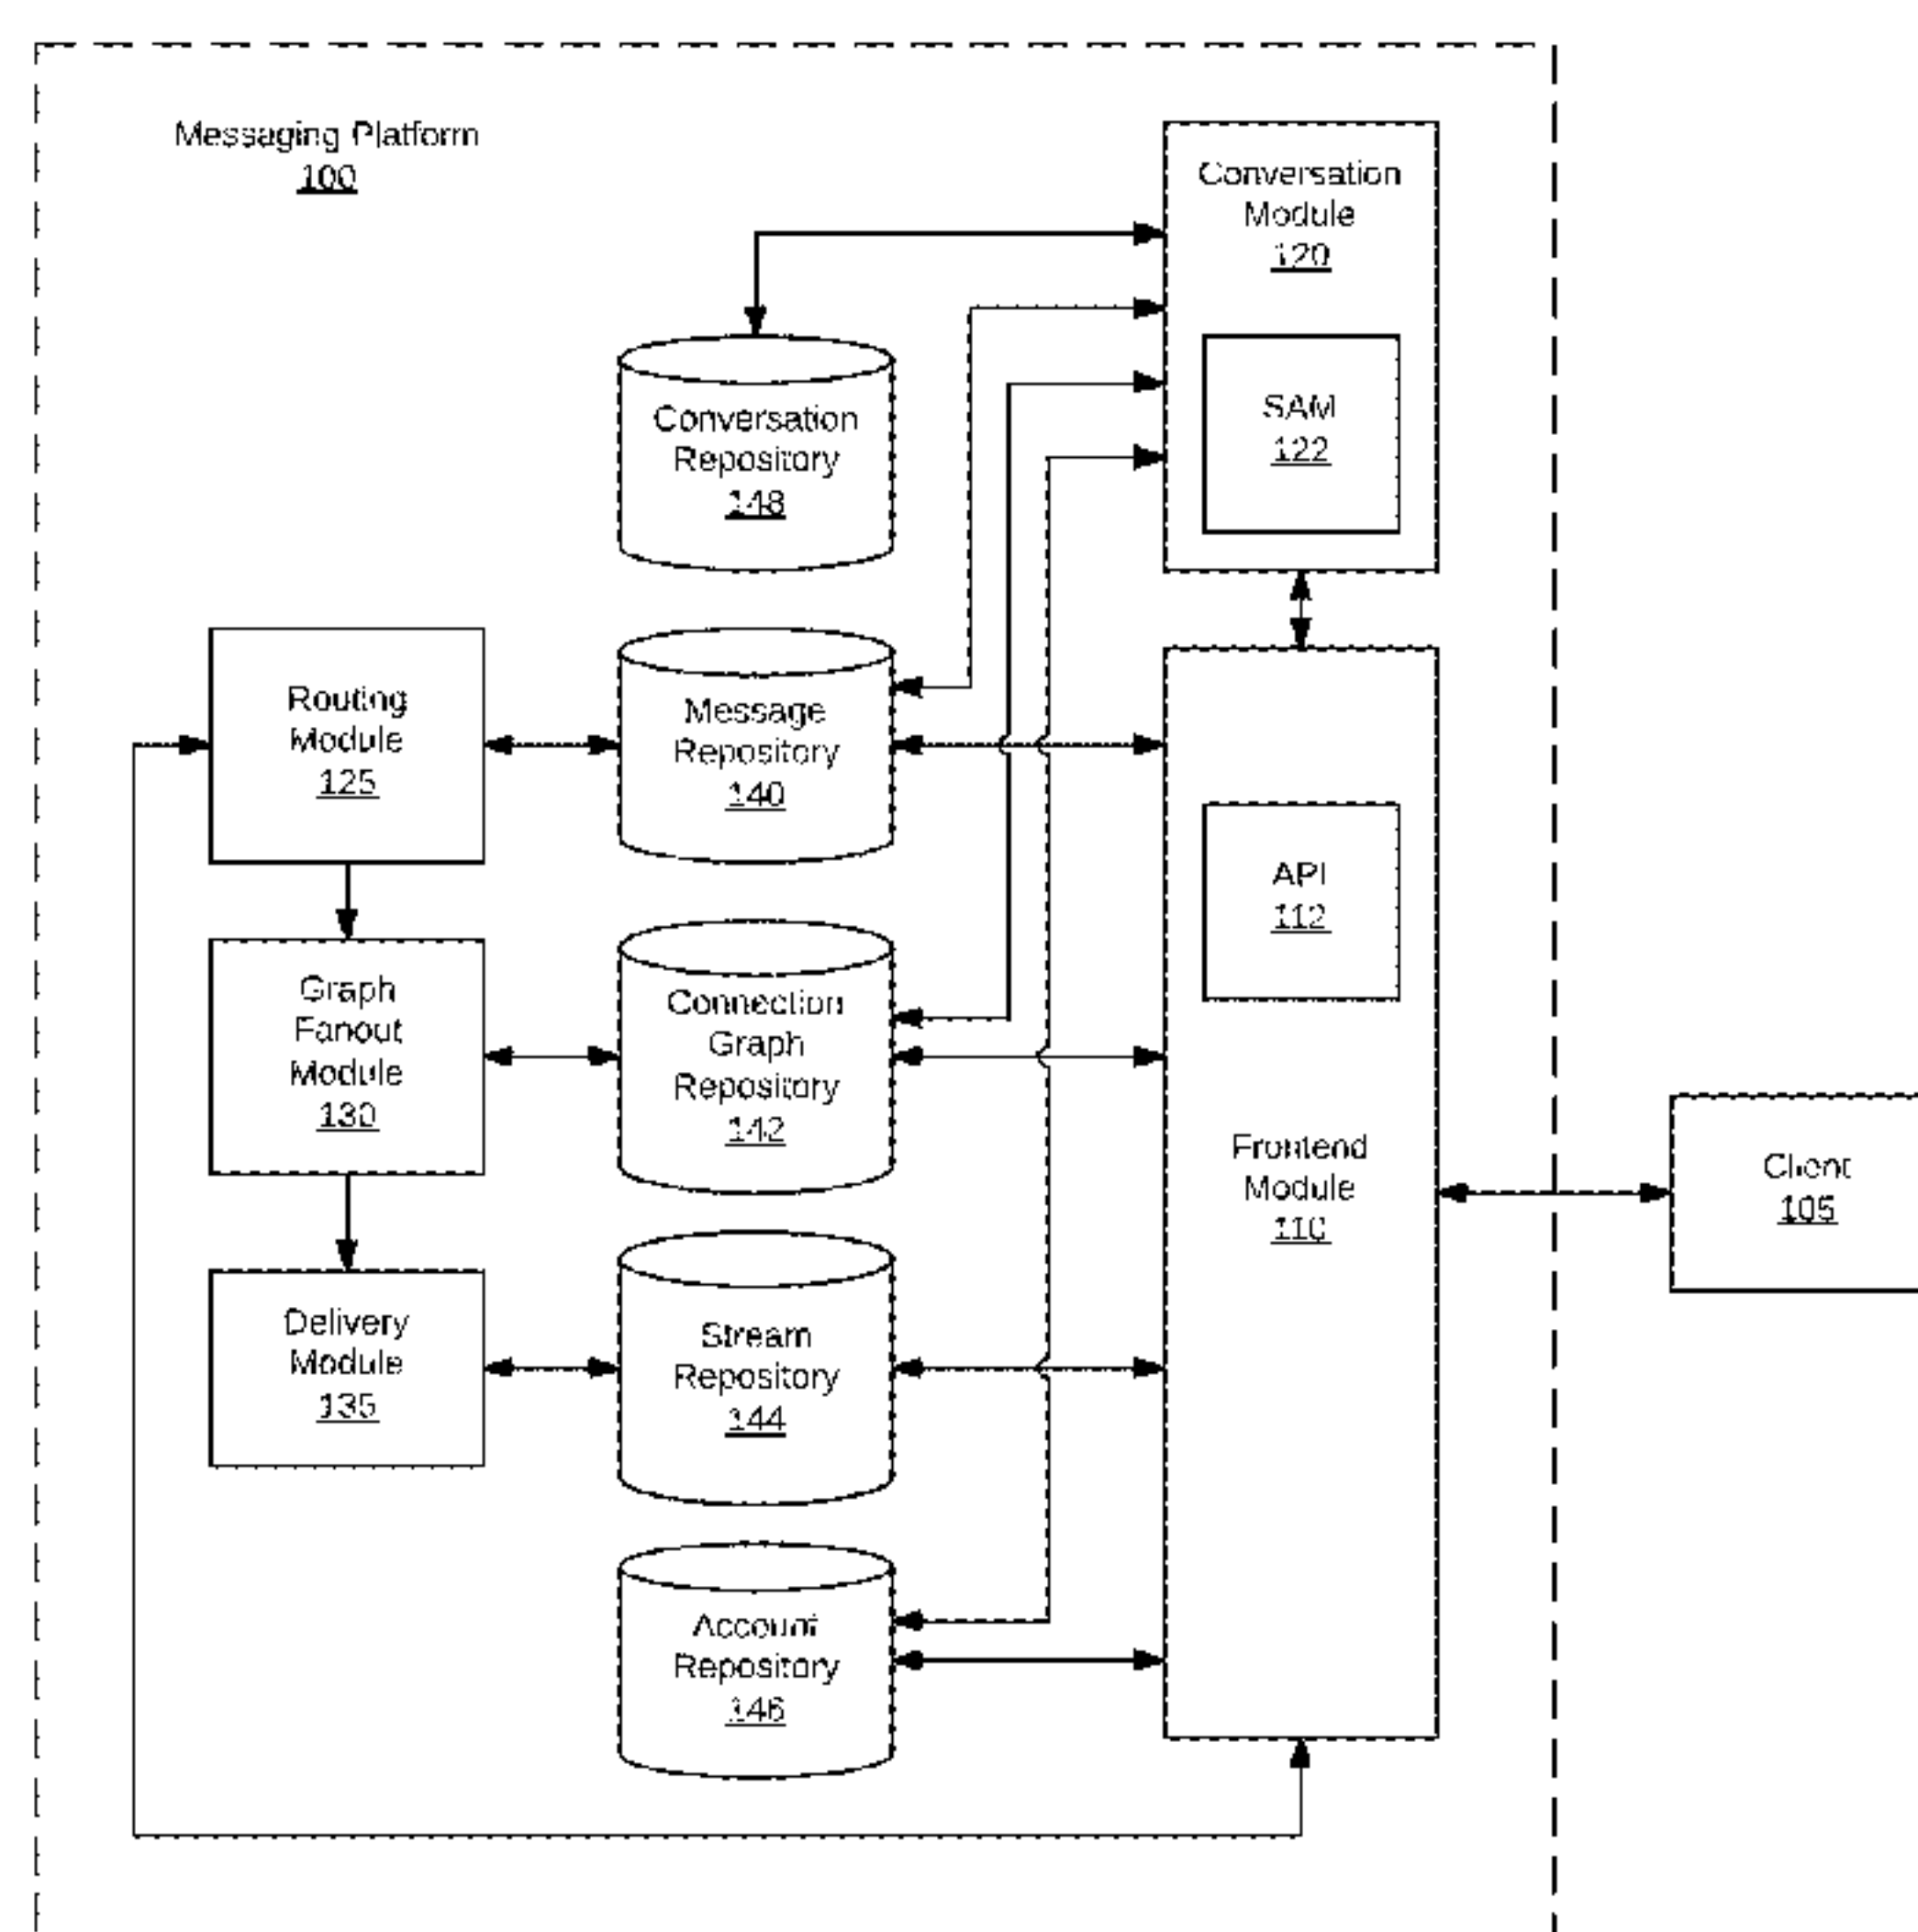 Messaging Platform
100
Conversation
Module
120
SAM
122
Conversation
Repository
148
Routing
Module
125
Message
Repository
140
API
112
Graph
Fanout
Module
130
Connection
Graph
Repository
142
Frontend
Module
110
Client
105
Delivery
Module
135
Stream
Repository
144
Account
Repository
146